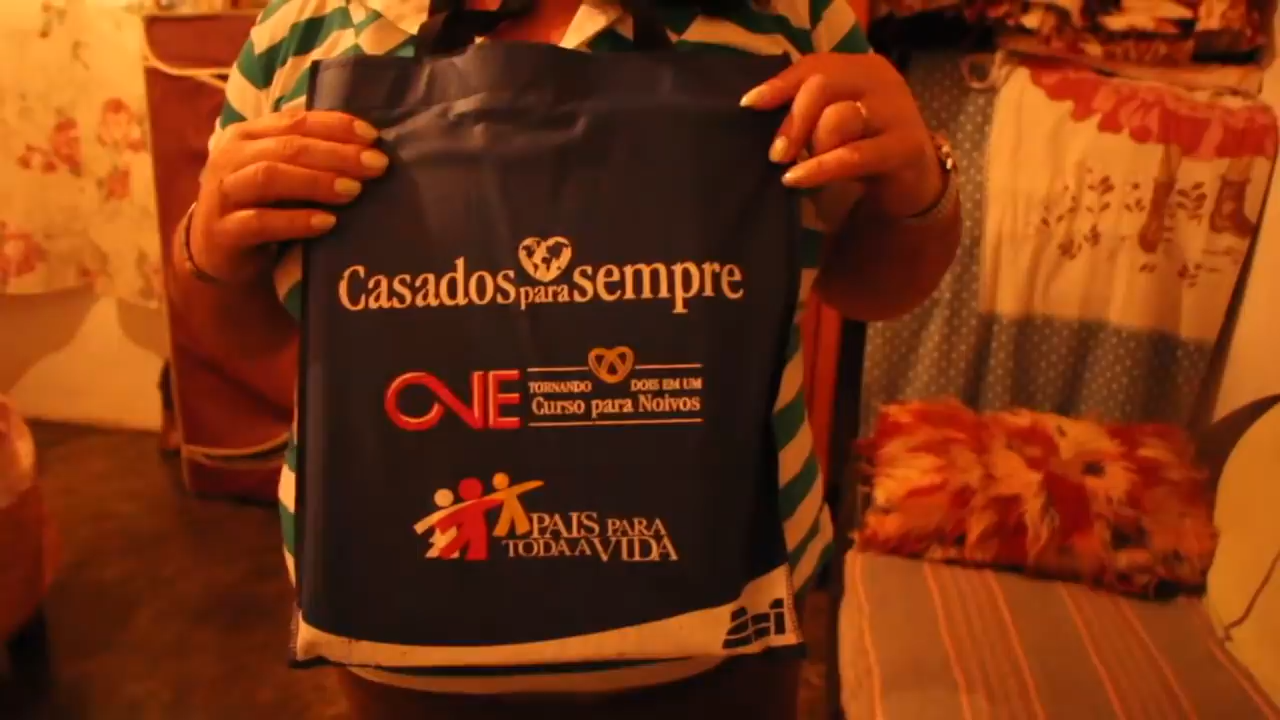 Casados para sempre
ONE
TORNANDO DOIS EM UM
Curso para Noivos
PAIS PARA
TODA A VIDA